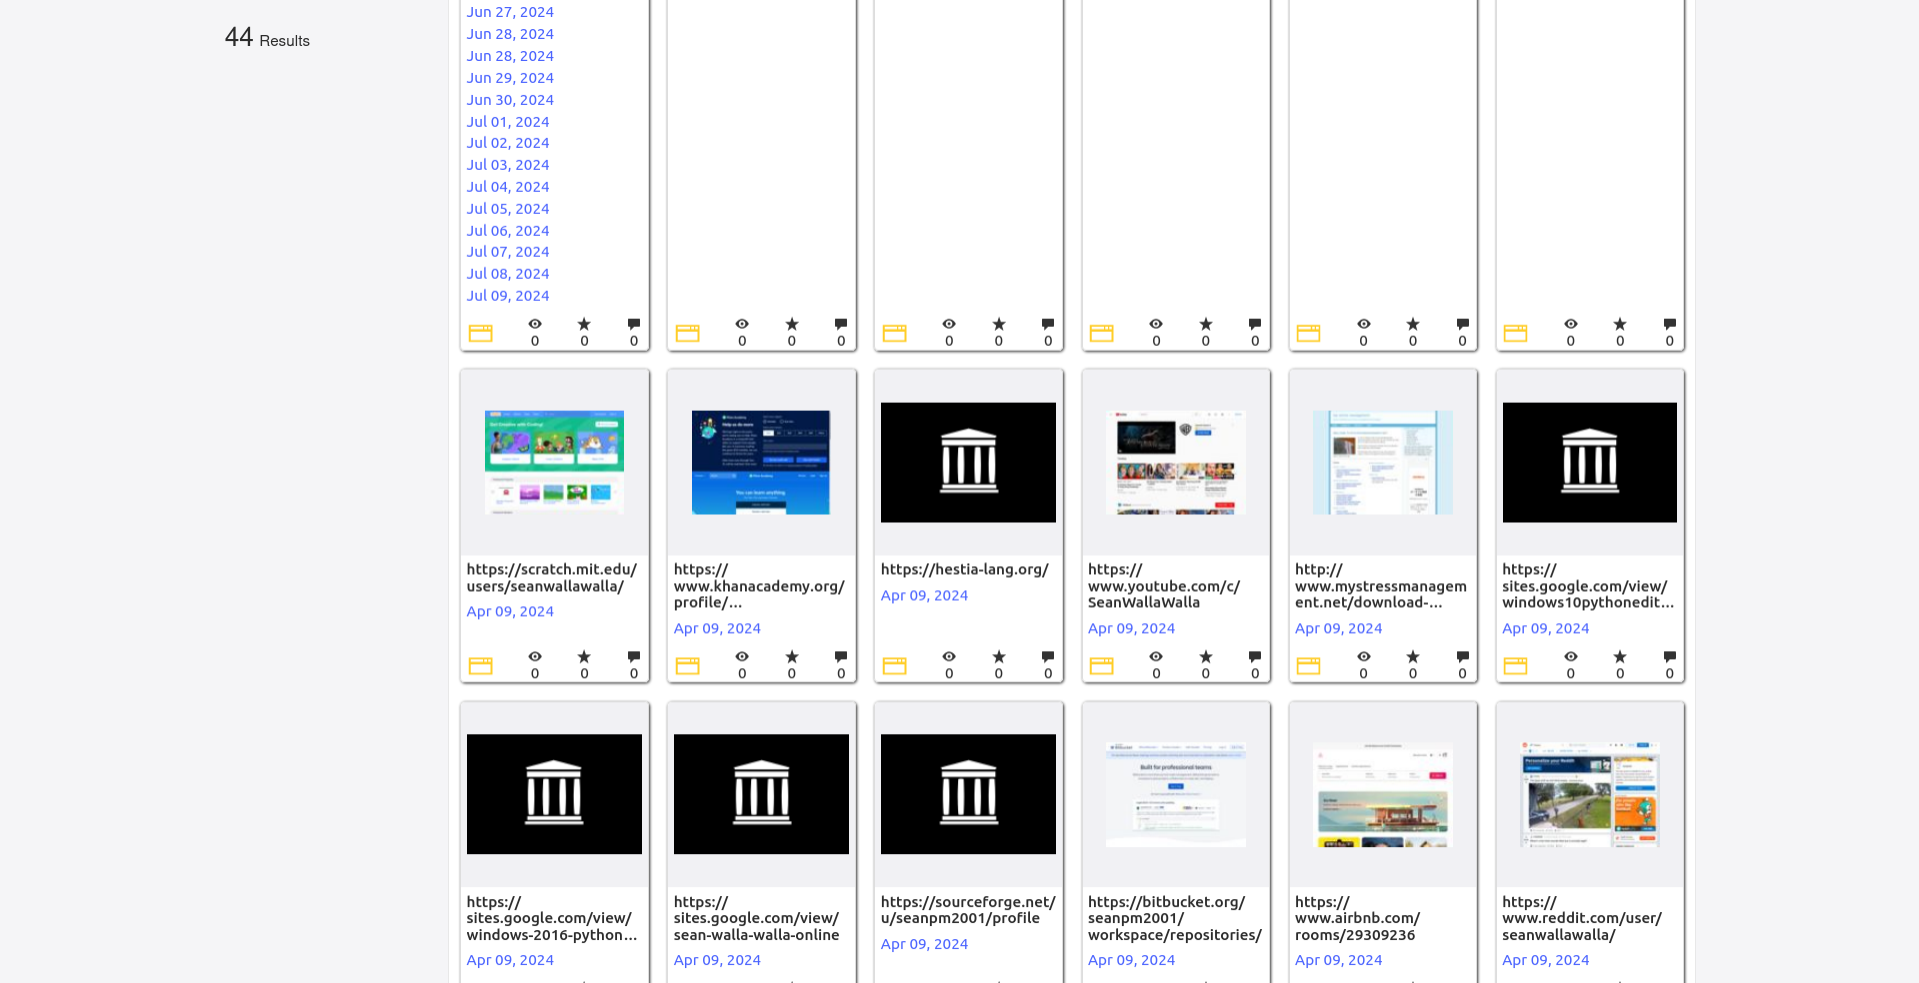 44 Results
Jun 27, 2024
Jun 28, 2024
Jun 28, 2024
Jun 29, 2024
Jun 30, 2024
Jul 01, 2024
Jul 02, 2024
Jul 03, 2024
Jul 04, 2024
Jul 05, 2024
Jul 06, 2024
Jul 07, 2024
Jul 08, 2024
Jul 09, 2024
0 0 0
0 0 0
0 0 0
0 0 0
0 0 0
0 0 0
https://scratch.mit.edu/
users/seanwallawalla/
Apr 09, 2024
0 0 0
https://
www.khanacademy.org/
profile/...
Apr 09, 2024
0 0 0
https://hestia-lang.org/
Apr 09, 2024
0 0 0
https://
www.youtube.com/c/
SeanWallaWalla
Apr 09, 2024
0 0 0
http://
www.mystressmanagem
ent.net/download-...
Apr 09, 2024
0 0 0
https://
sites.google.com/view/
windows10pythonedit...
Apr 09, 2024
0 0 0
https://
sites.google.com/view/
windows-2016-python...
Apr 09, 2024
https://
sites.google.com/view/
sean-walla-walla-online
Apr 09, 2024
https://sourceforge.net/
u/seanpm2001/profile
Apr 09, 2024
Built for professional teams
https://bitbucket.org/
seanpm2001/
workspace/repositories/
Apr 09, 2024
https://
www.airbnb.com/
rooms/29309236
Apr 09, 2024
https://
www.reddit.com/user/
seanwallawalla/
Apr 09, 2024